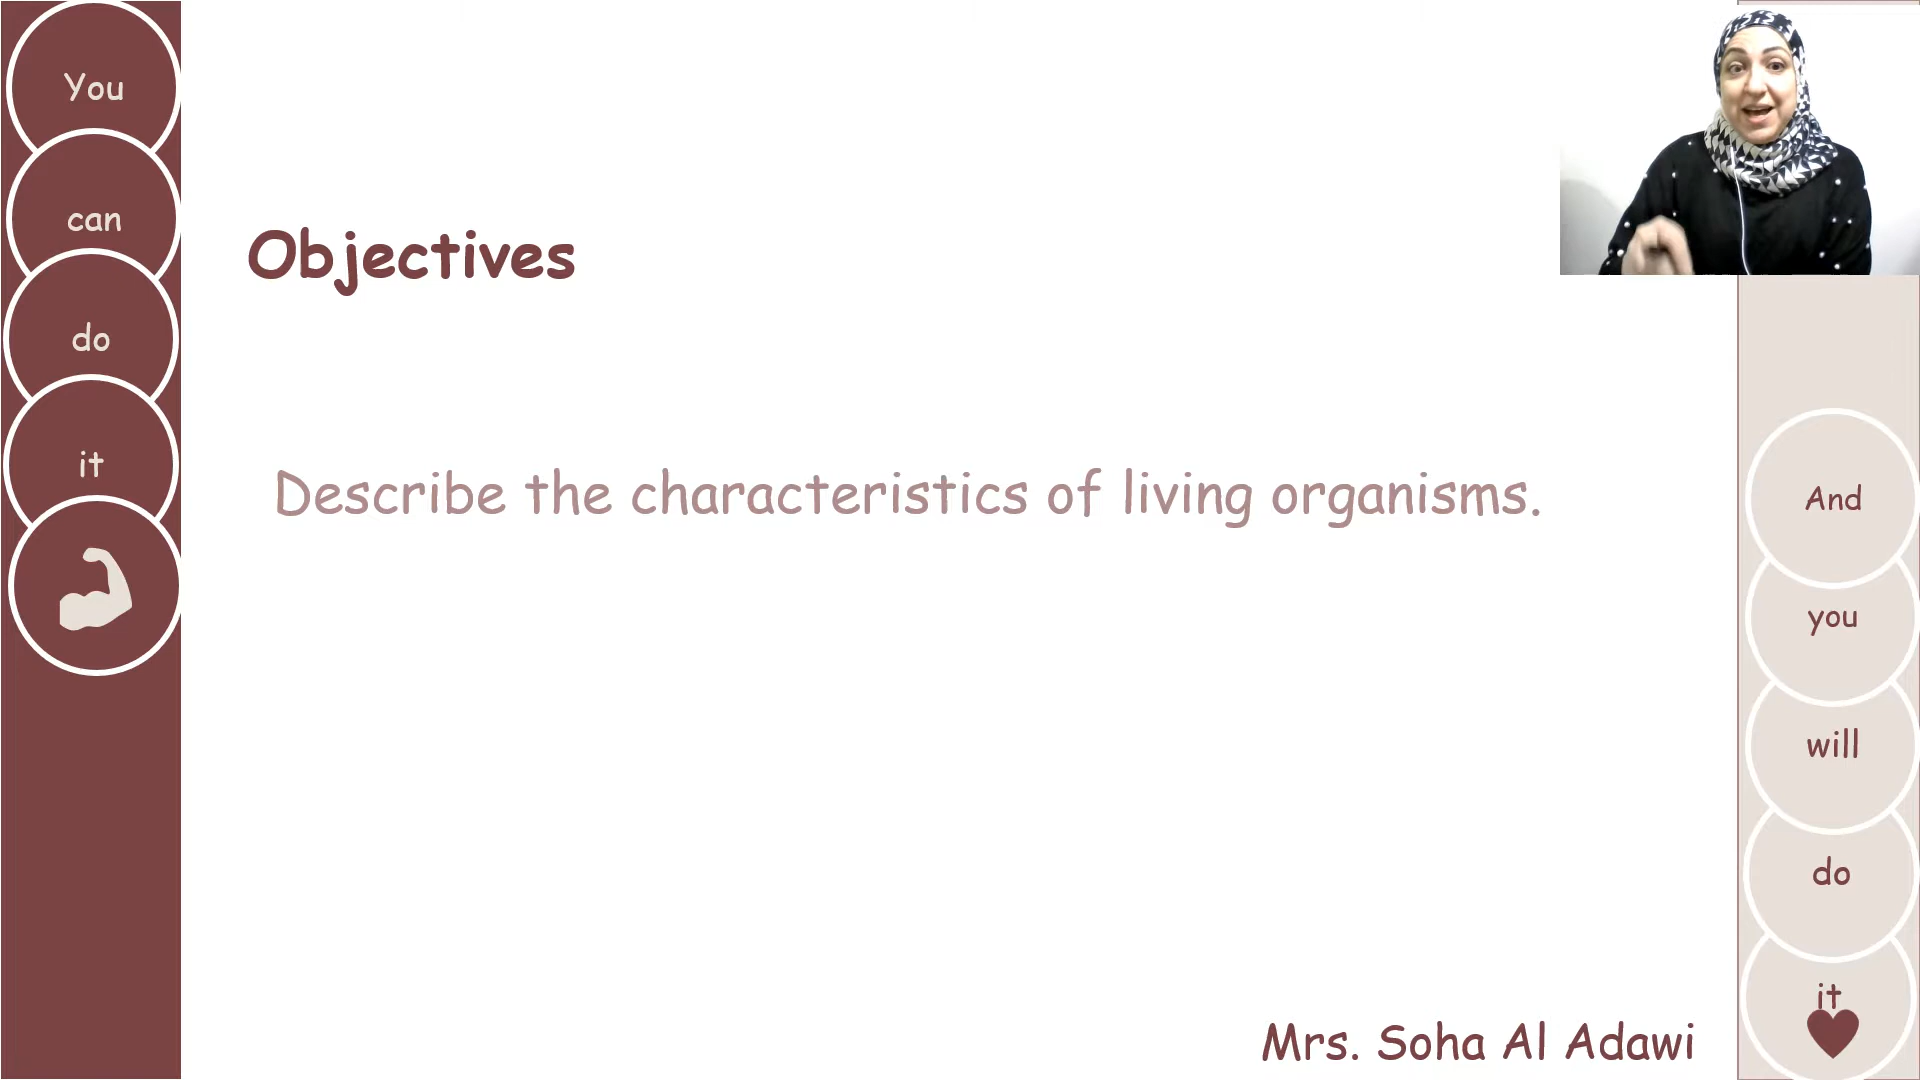 You
can
do
it
Objectives
Describe the characteristics of living organisms.
And
you
will
do
it
Mrs. Soha Al Adawi